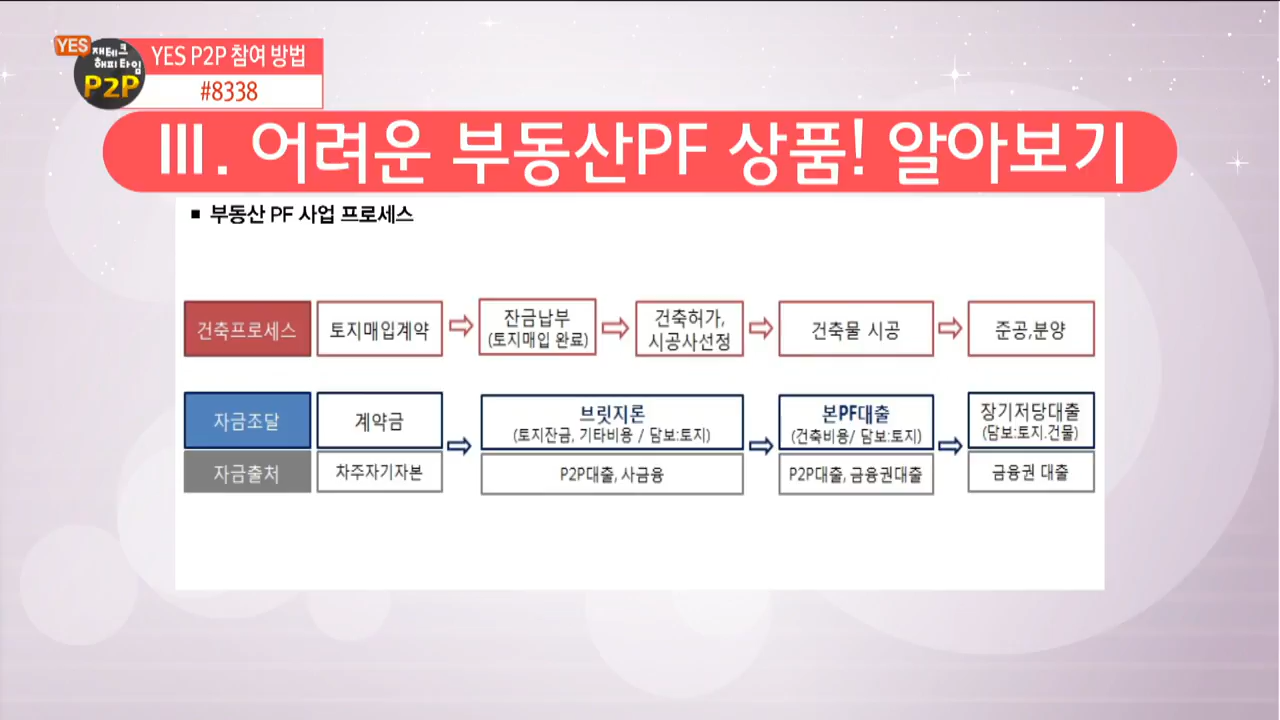 YES
재테크
해피타임
P2P
YES P2P 참여 방법
#8338
Ⅲ. 어려운 부동산PF 상품! 알아보기
▪ 부동산 PF 사업 프로세스
건축프로세스
토지매입계약
잔금납부
(토지매입 완료)
건축허가,
시공사선정
건축물 시공
준공,분양
자금조달
계약금
브릿지론
(토지잔금, 기타비용 / 담보:토지)
본PF대출
(건축비용/ 담보:토지)
장기저당대출
(담보:토지.건물)
자금출처
차주자기자본
P2P대출, 사금융
P2P대출, 금융권대출
금융권 대출